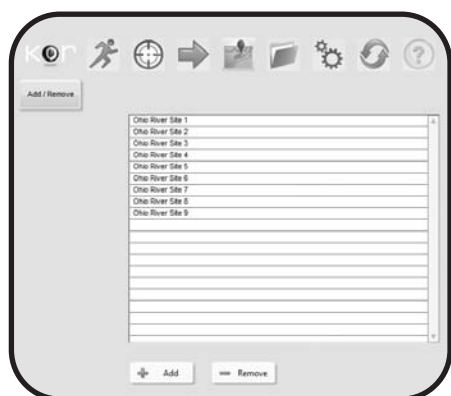 Kor
?
Add / Remove
Ohio River Site 1
Ohio River Site 2
Ohio River Site 3
Ohio River Site 4
Ohio River Site 5
Ohio River Site 6
Ohio River Site 7
Ohio River Site 8
Ohio River Site 9
Add
Remove